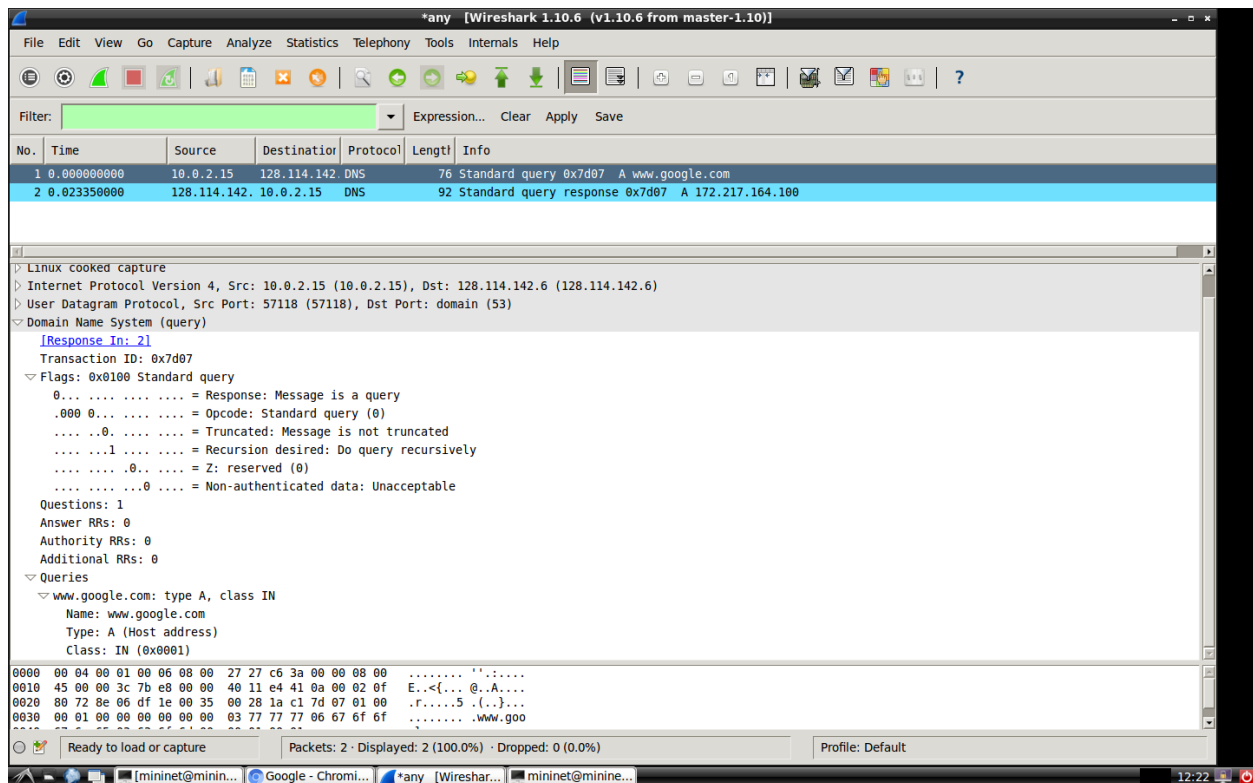 *any [Wireshark 1.10.6 (v1.10.6 from master-1.10)]
File Edit View Go Capture Analyze Statistics Telephony Tools Internals Help
Filter: Expression... Clear Apply Save
No. Time Source Destination Protocol Length Info
1 0.000000000 10.0.2.15 128.114.142. DNS 76 Standard query 0x7d07 A www.google.com
2 0.023350000 128.114.142. 10.0.2.15 DNS 92 Standard query response 0x7d07 A 172.217.164.100
Linux cooked capture
Internet Protocol Version 4, Src: 10.0.2.15 (10.0.2.15), Dst: 128.114.142.6 (128.114.142.6)
User Datagram Protocol, Src Port: 57118 (57118), Dst Port: domain (53)
Domain Name System (query)
[Response In: 2]
Transaction ID: 0x7d07
Flags: 0x0100 Standard query
0... .... .... .... = Response: Message is a query
.000 0... .... .... = Opcode: Standard query (0)
.... ..0. .... .... = Truncated: Message is not truncated
.... ...1 .... .... = Recursion desired: Do query recursively
.... .... .0.. .... = Z: reserved (0)
.... .... ...0 .... = Non-authenticated data: Unacceptable
Questions: 1
Answer RRs: 0
Authority RRs: 0
Additional RRs: 0
Queries
www.google.com: type A, class IN
Name: www.google.com
Type: A (Host address)
Class: IN (0x0001)
0000 00 04 00 01 00 06 08 00 27 27 c6 3a 00 00 08 00 ........ ''.:....
0010 45 00 00 3c 7b e8 00 00 40 11 e4 41 0a 00 02 0f E..<{... @..A....
0020 80 72 8e 06 df 1e 00 35 00 28 1a c1 7d 07 01 00 .r.....5 .(..}...
0030 00 01 00 00 00 00 00 00 03 77 77 77 06 67 6f 6f ........ .www.goo
Ready to load or capture Packets: 2 · Displayed: 2 (100.0%) · Dropped: 0 (0.0%) Profile: Default
[mininet@minin... Google - Chromi... *any [Wireshar... mininet@minine... 12:22